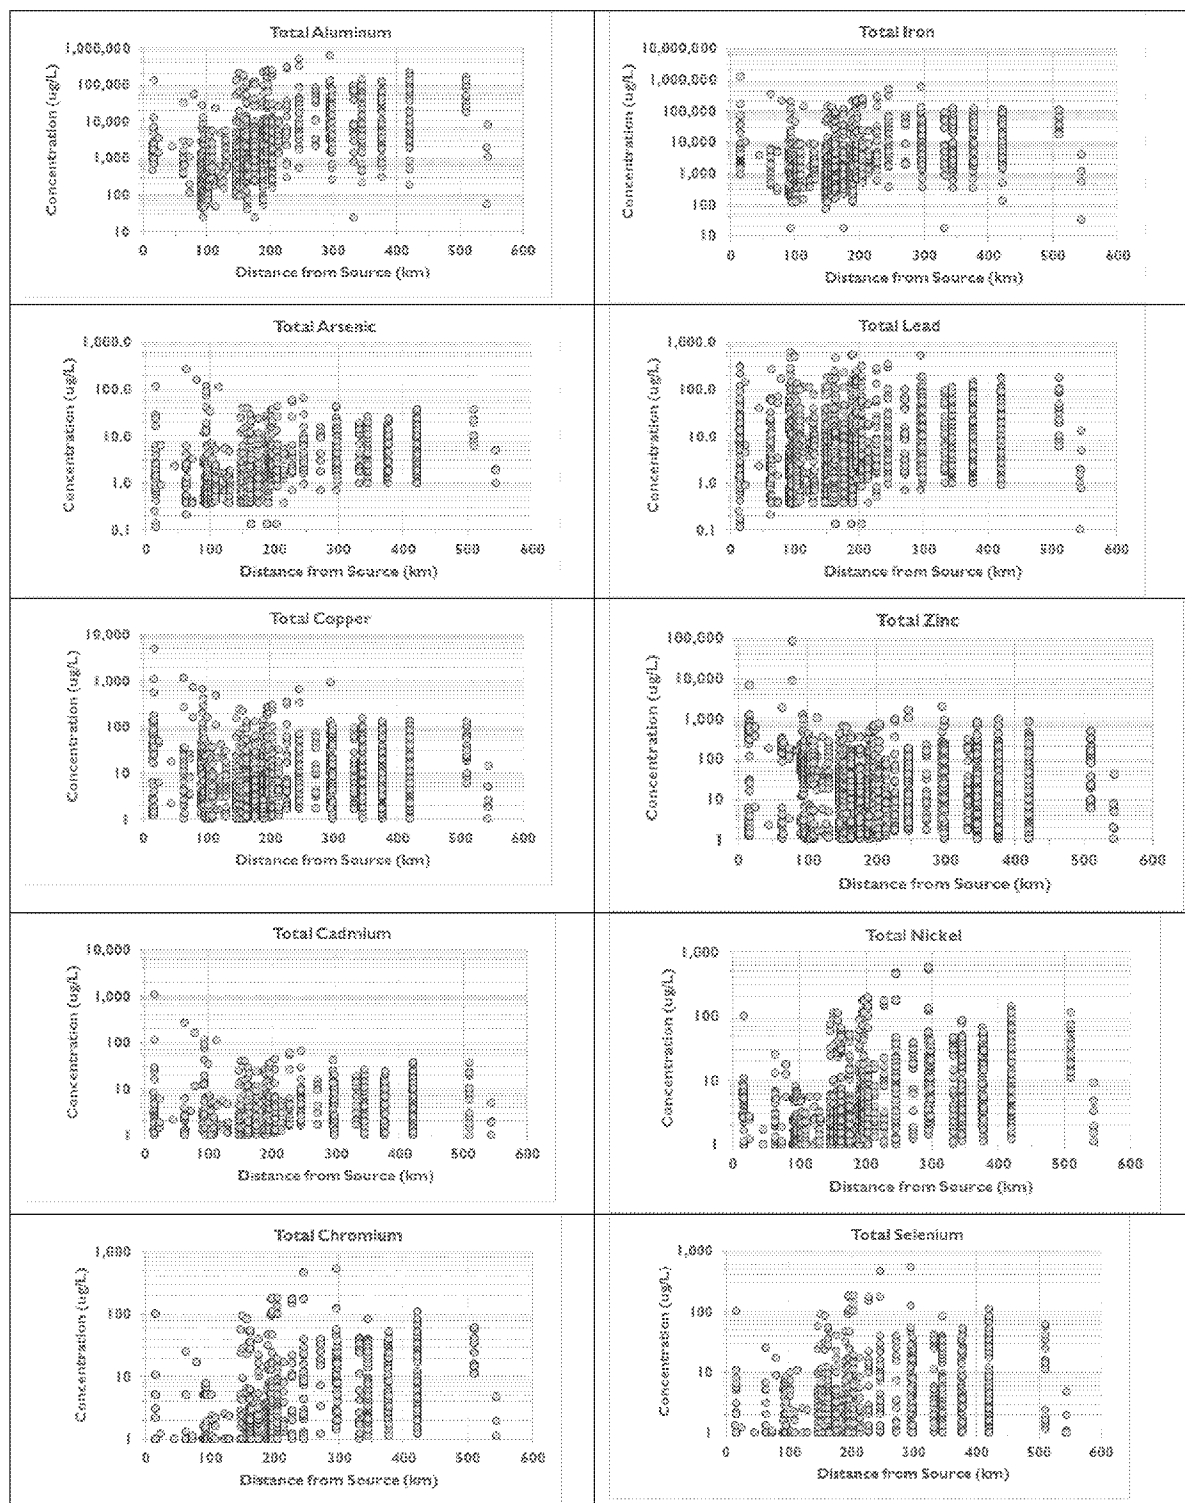 Total Aluminum
1,000,000
100,000
10,000
1,000
100
10
0 100 200 300 400 500 600
Concentration (ug/L)
Distance from Source (km)
Total Iron
10,000,000
1,000,000
100,000
10,000
1,000
100
10
0 100 200 300 400 500 600
Concentration (ug/L)
Distance from Source (km)
Total Arsenic
1,000.0
100.0
10.0
1.0
0.1
0 100 200 300 400 500 600
Concentration (ug/L)
Distance from Source (km)
Total Lead
1,000.0
100.0
10.0
1.0
0.1
0 100 200 300 400 500 600
Concentration (ug/L)
Distance from Source (km)
Total Copper
10,000
1,000
100
10
1
0 100 200 300 400 500 600
Concentration (ug/L)
Distance from Source (km)
Total Zinc
100,000
10,000
1,000
100
10
1
0 100 200 300 400 500 600
Concentration (ug/L)
Distance from Source (km)
Total Cadmium
10,000
1,000
100
10
1
0 100 200 300 400 500 600
Concentration (ug/L)
Distance from Source (km)
Total Nickel
1,000
100
10
1
0 100 200 300 400 500 600
Concentration (ug/L)
Distance from Source (km)
Total Chromium
1,000
100
10
1
0 100 200 300 400 500 600
Concentration (ug/L)
Distance from Source (km)
Total Selenium
1,000
100
10
1
0 100 200 300 400 500 600
Concentration (ug/L)
Distance from Source (km)